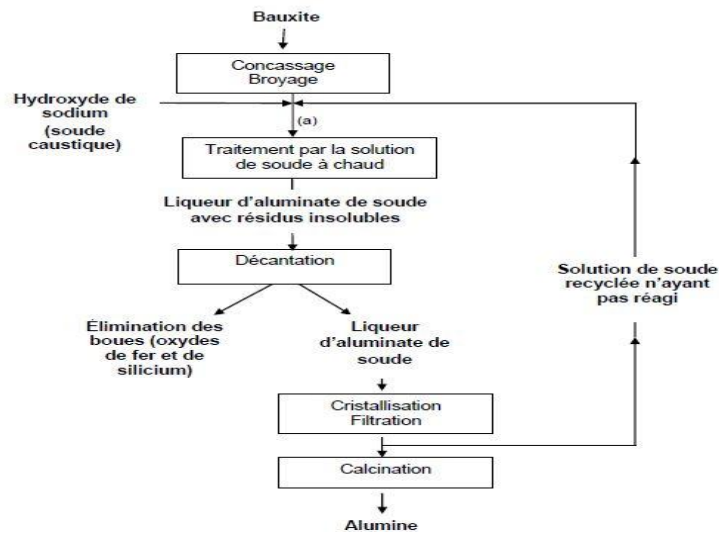 Bauxite
Concassage
Broyage
Hydroxyde de
sodium
(soude
caustique)
(a)
Traitement par la solution
de soude à chaud
Liqueur d'aluminate de soude
avec résidus insolubles
Décantation
Solution de soude
recyclée n'ayant
pas réagi
Élimination des
boues (oxydes
de fer et de
silicium)
Liqueur
d'aluminate de
soude
Cristallisation
Filtration
Calcination
Alumine